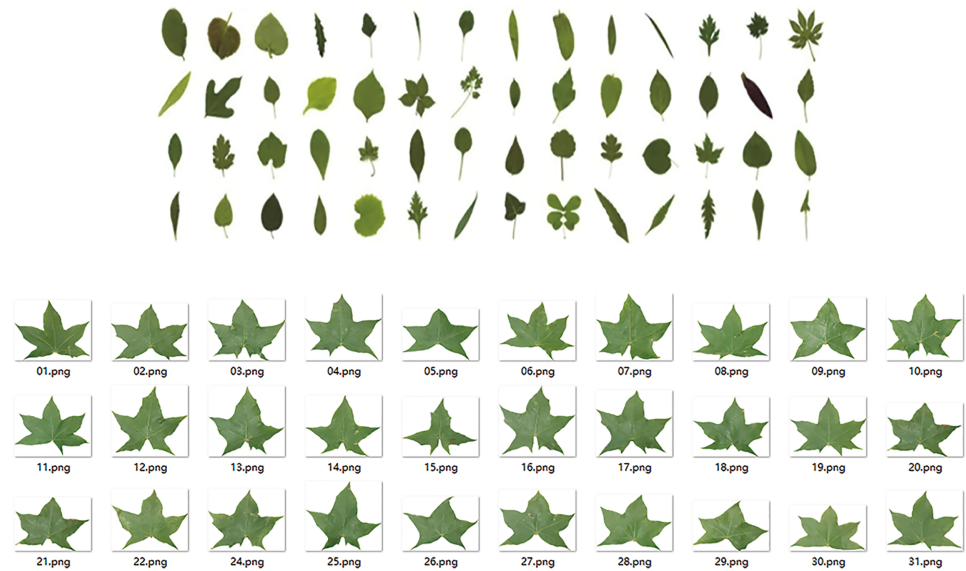 01.png 02.png 03.png 04.png 05.png 06.png 07.png 08.png 09.png 10.png
11.png 12.png 13.png 14.png 15.png 16.png 17.png 18.png 19.png 20.png
21.png 22.png 24.png 25.png 26.png 27.png 28.png 29.png 30.png 31.png